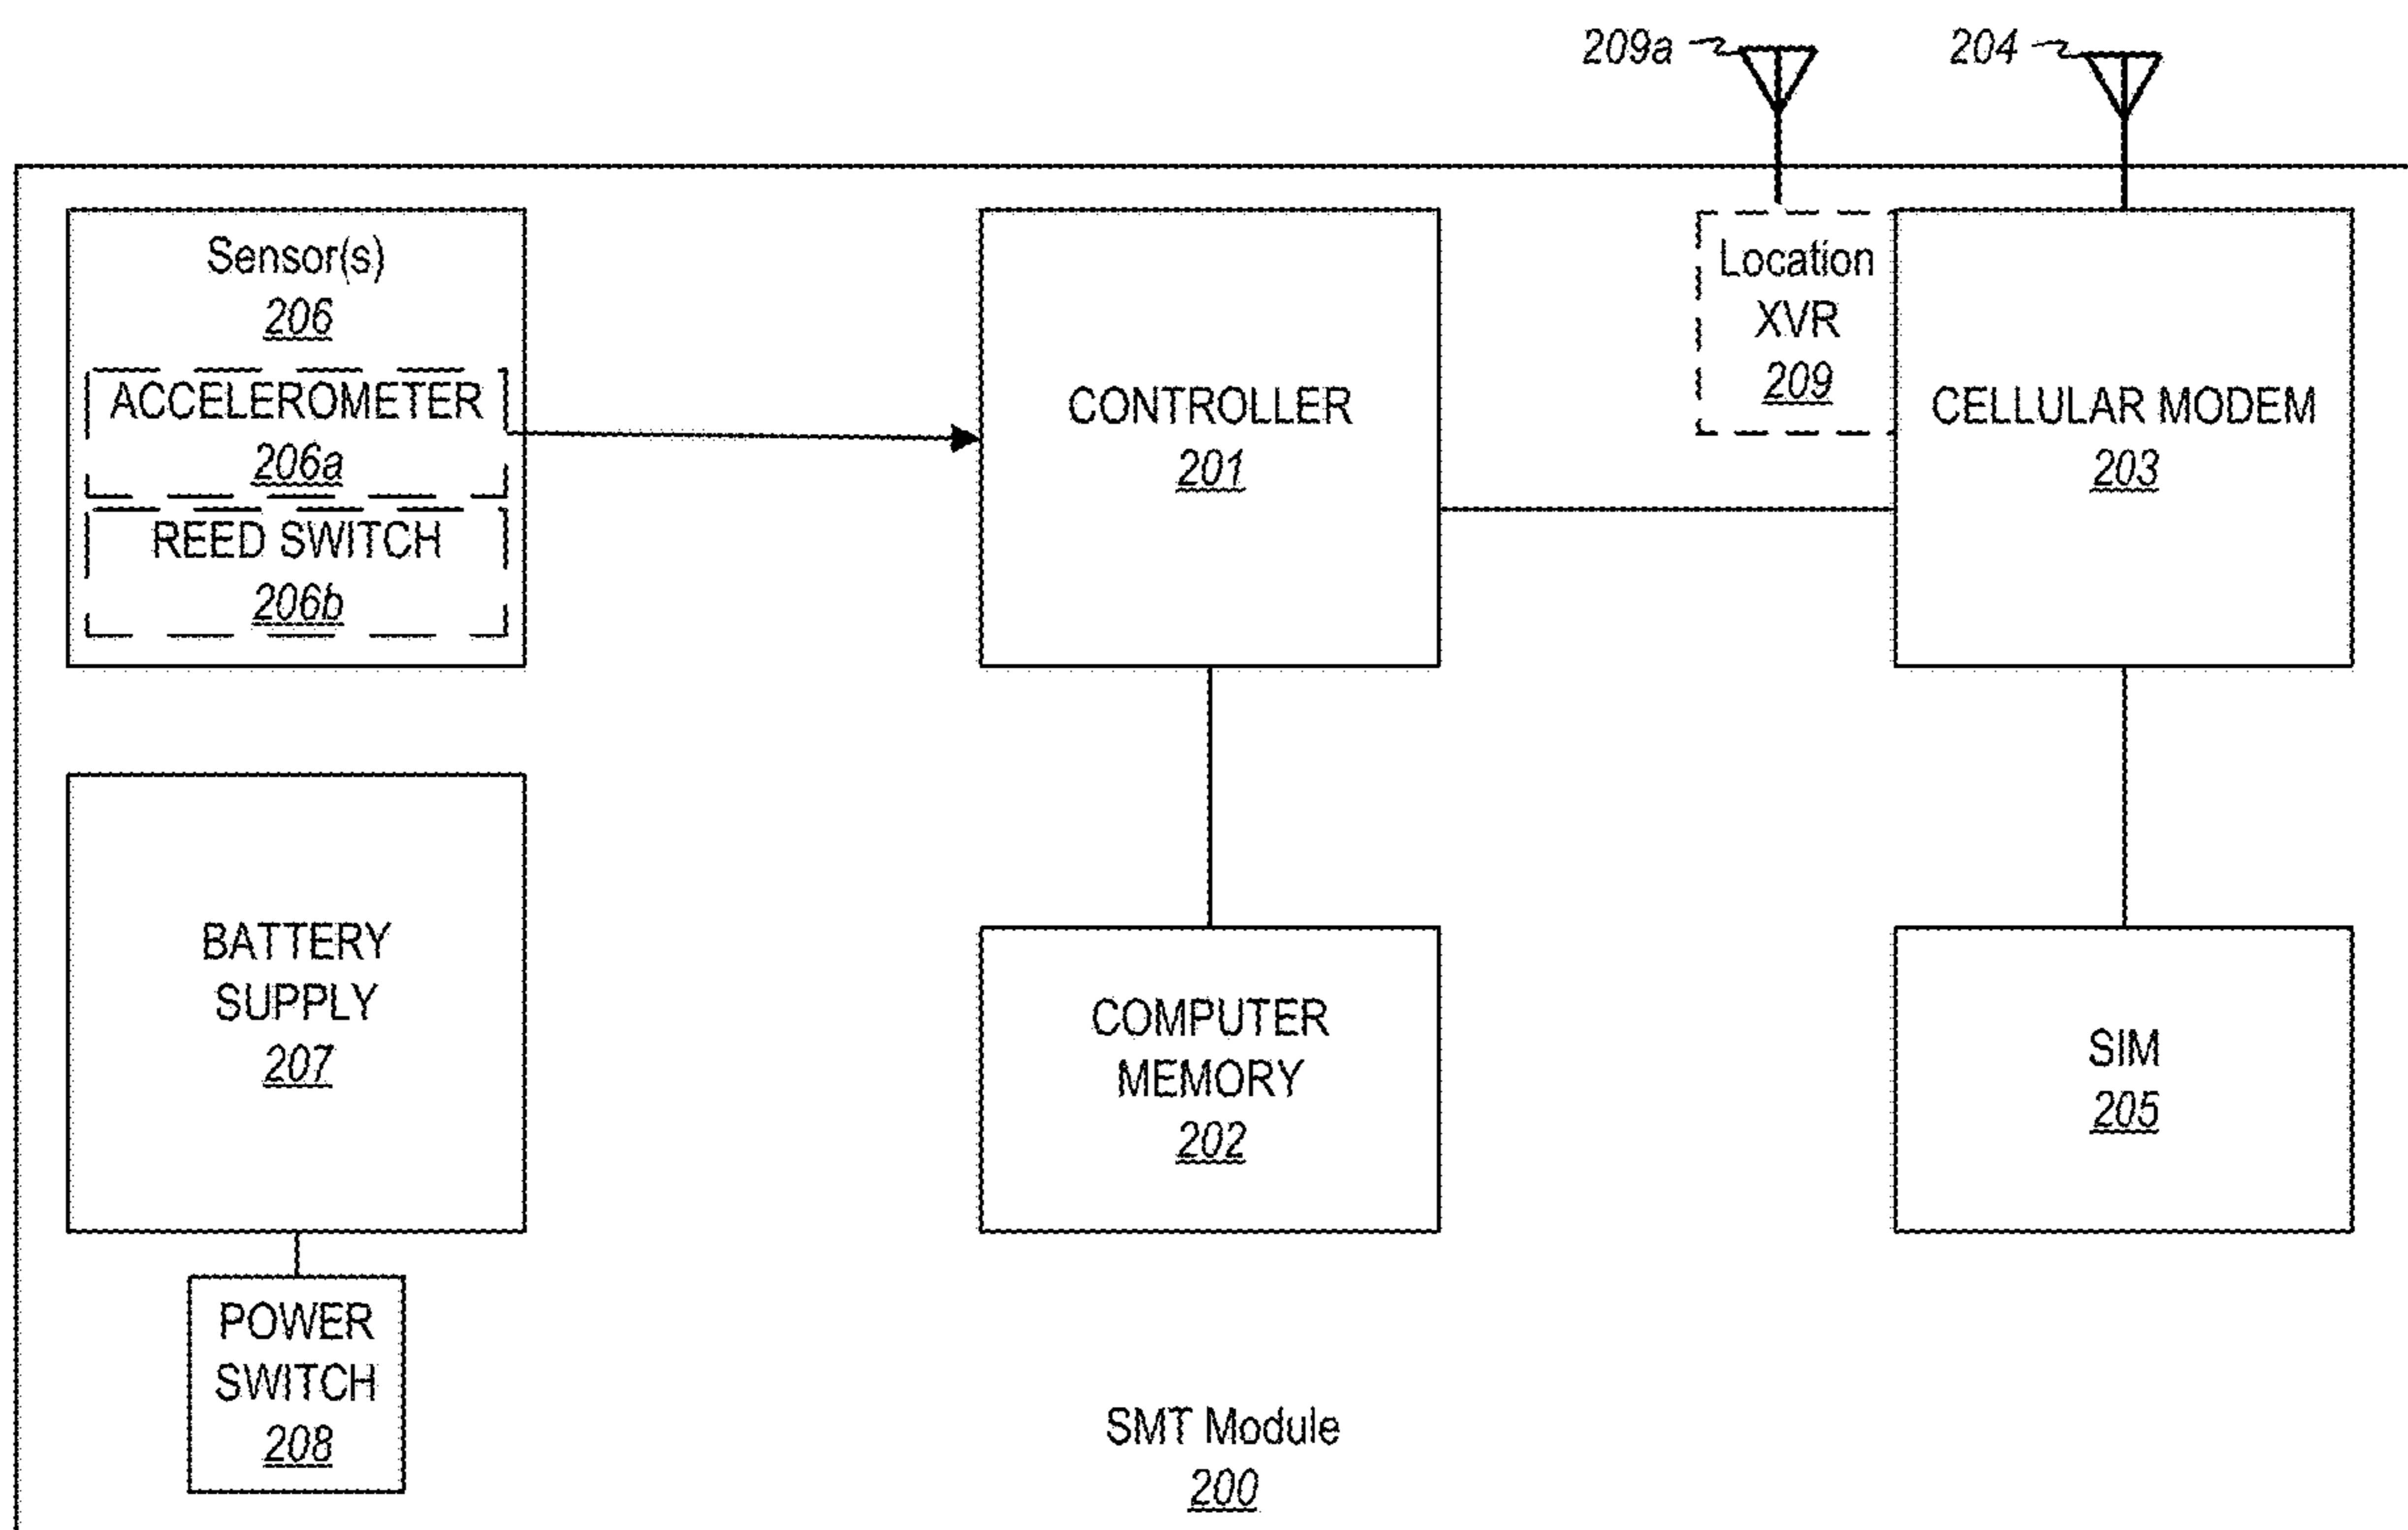 209a
204
Sensor(s)
206
ACCELEROMETER
206a
REED SWITCH
206b
CONTROLLER
201
Location
XVR
209
CELLULAR MODEM
203
BATTERY
SUPPLY
207
COMPUTER
MEMORY
202
SIM
205
POWER
SWITCH
208
SMT Module
200